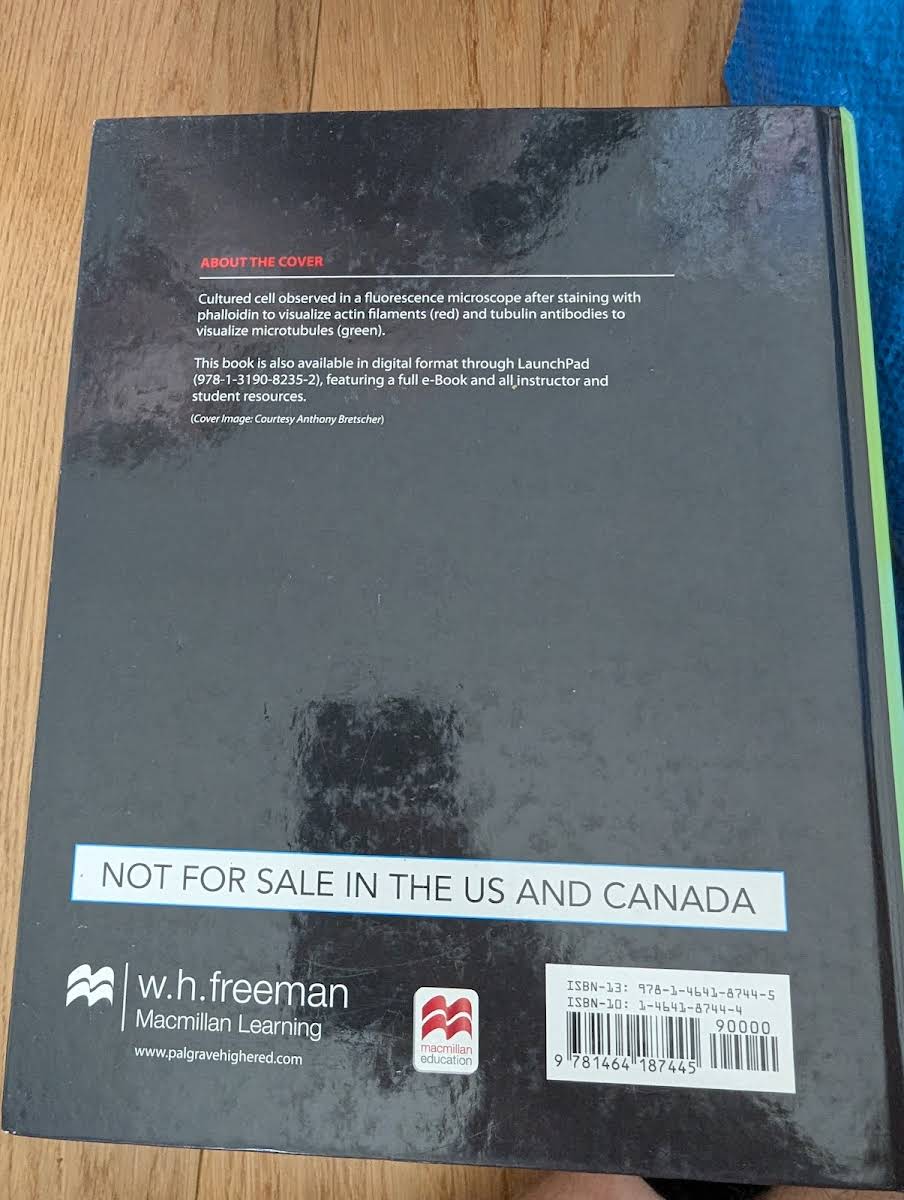 ABOUT THE COVER
Cultured cell observed in a fluorescence microscope after staining with
phalloidin to visualize actin filaments (red) and tubulin antibodies to
visualize microtubules (green).
This book is also available in digital format through LaunchPad
(978-1-3190-8235-2), featuring a full e-Book and all instructor and
student resources.
(Cover Image: Courtesy Anthony Bretscher)
NOT FOR SALE IN THE US AND CANADA
w.h.freeman
Macmillan Learning
www.palgravehighered.com
macmillan
education
ISBN-13: 978-1-4641-8744-5
ISBN-10: 1-4641-8744-4
90000
9 781464 187445